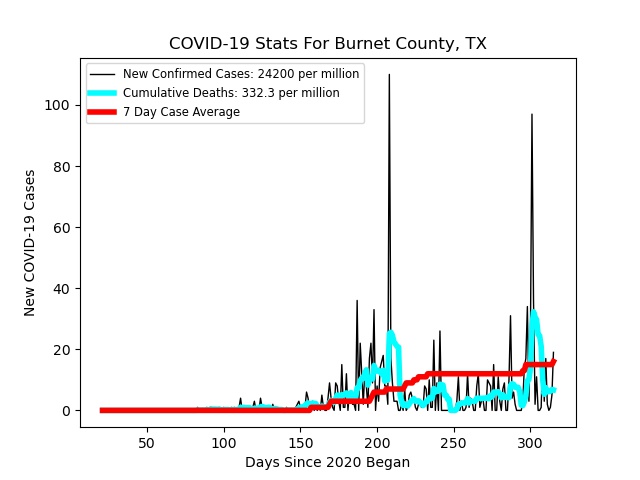 COVID-19 Stats For Burnet County, TX
New Confirmed Cases: 24200 per million
Cumulative Deaths: 332.3 per million
7 Day Case Average
New COVID-19 Cases
100
80
60
40
20
0
50 100 150 200 250 300
Days Since 2020 Began